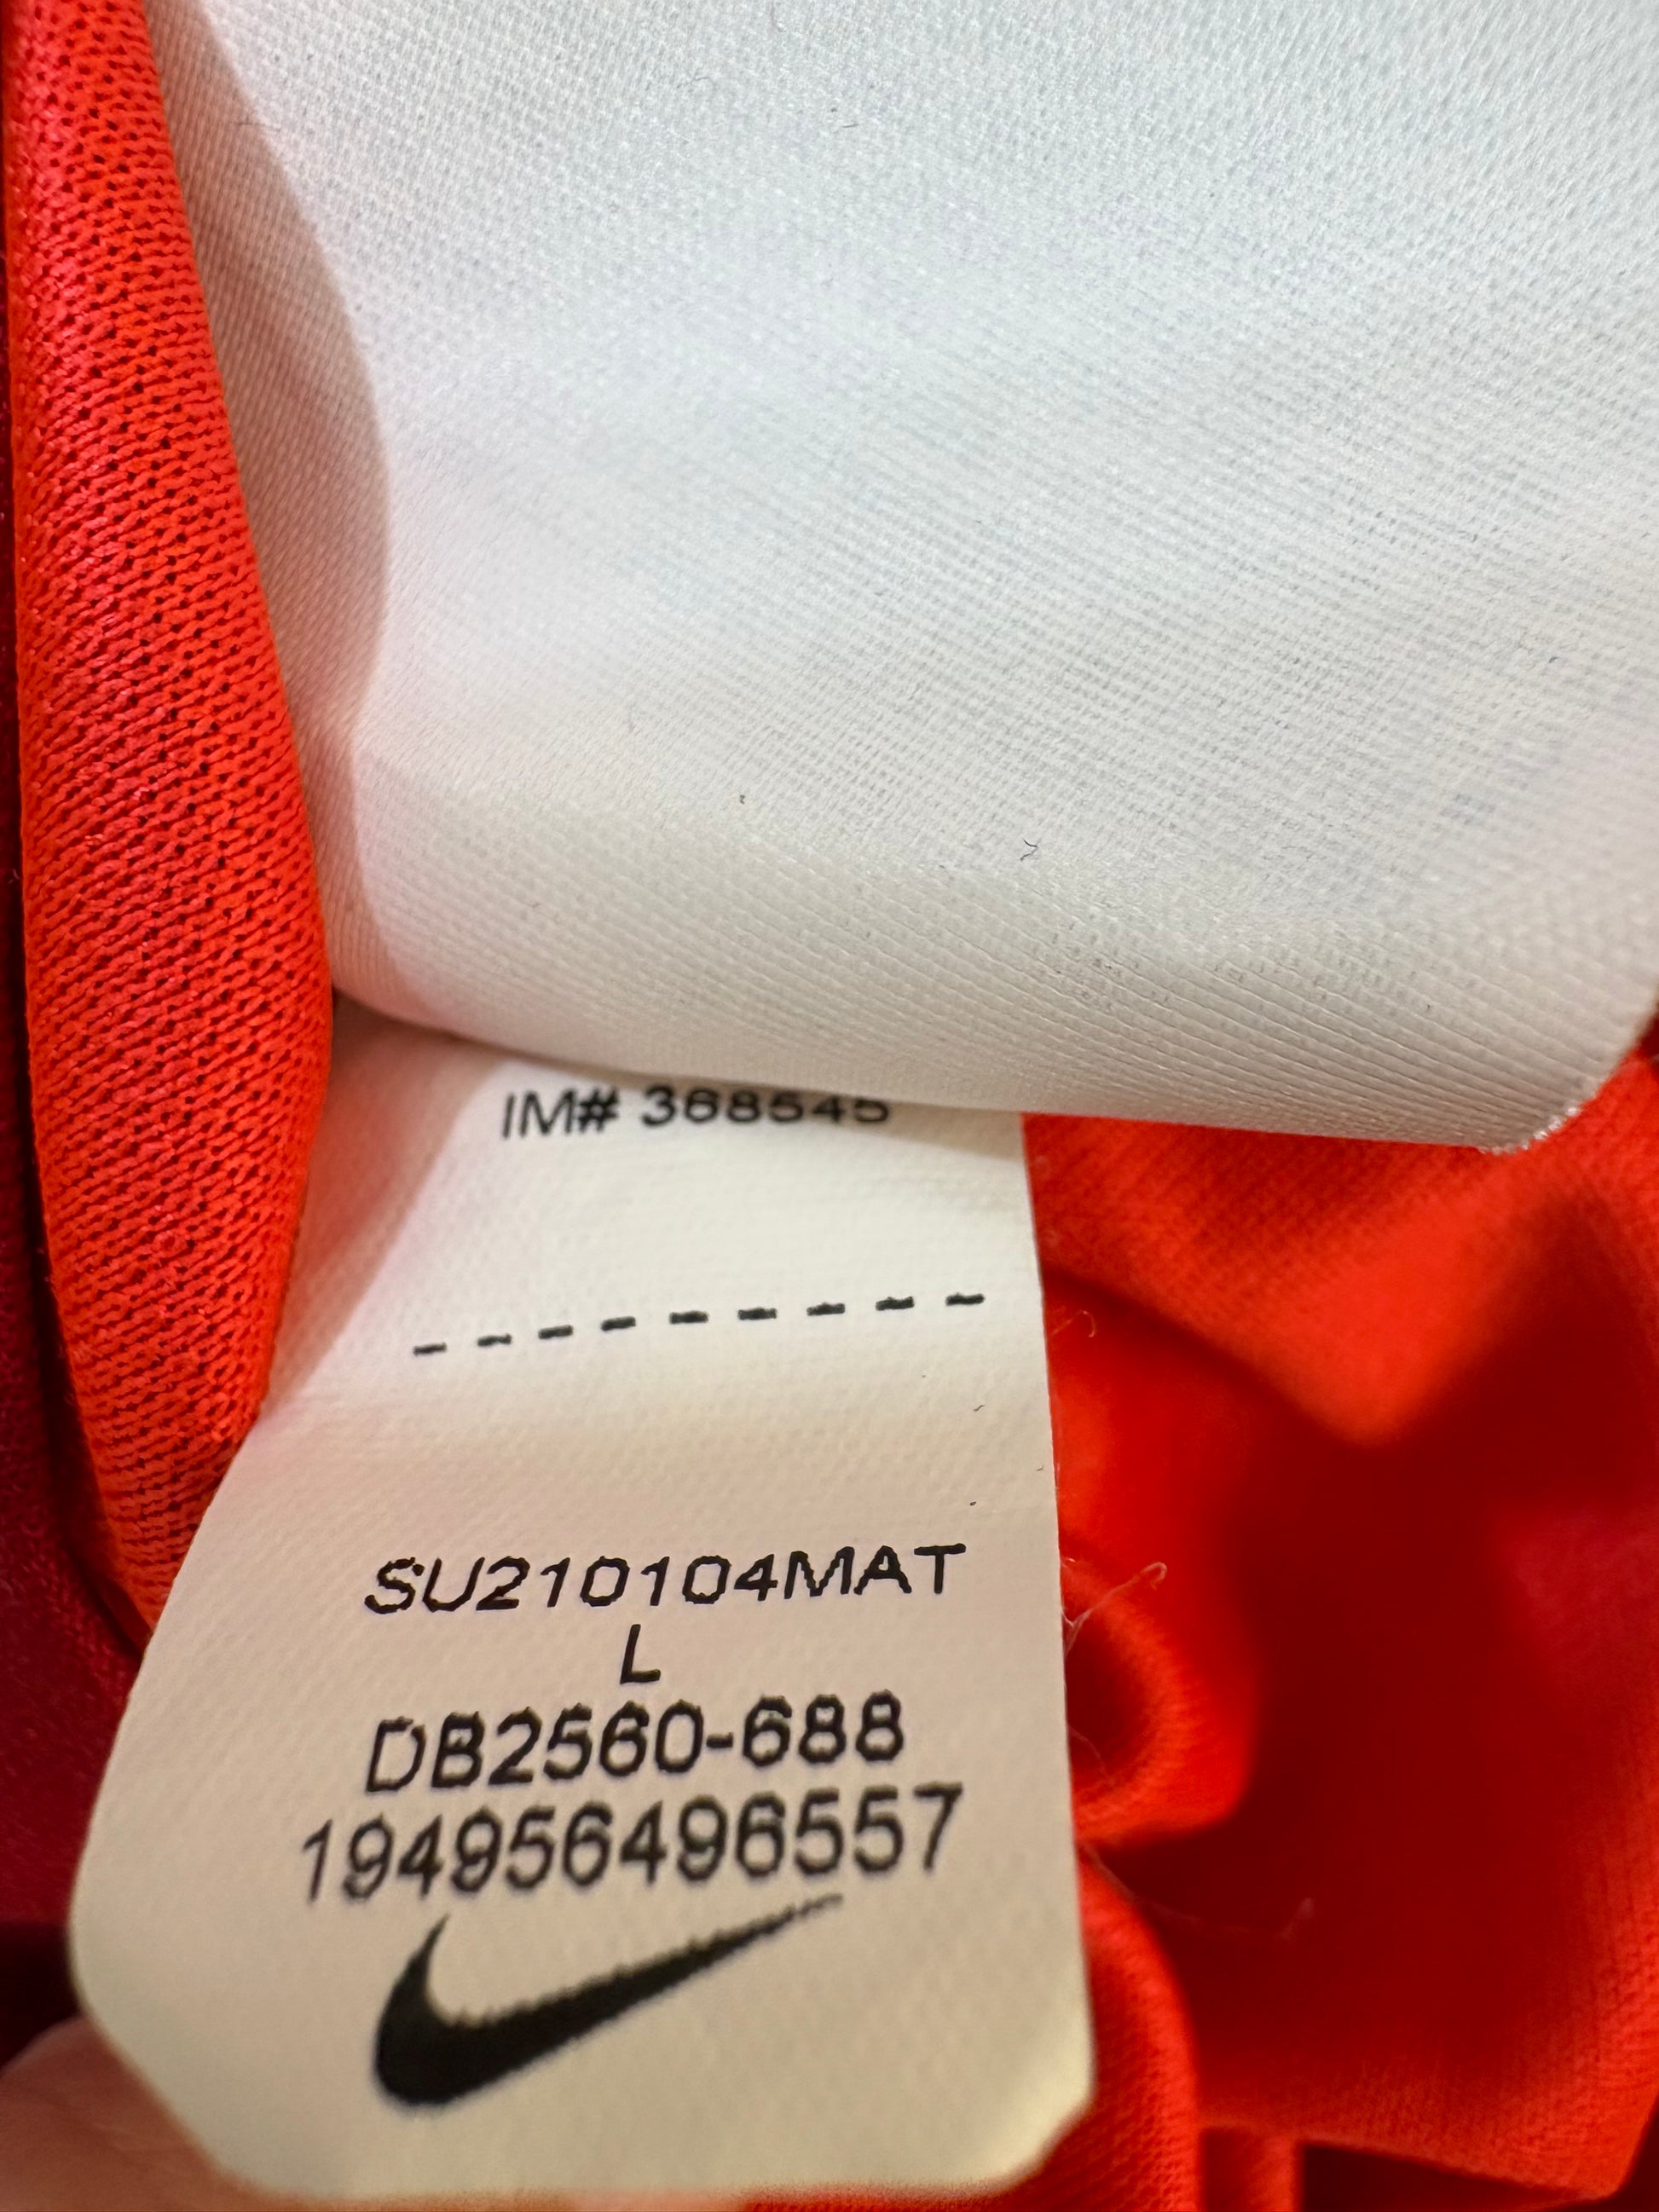 IM# 368545
---------
SU210104MAT
L
DB2560-688
194956496557